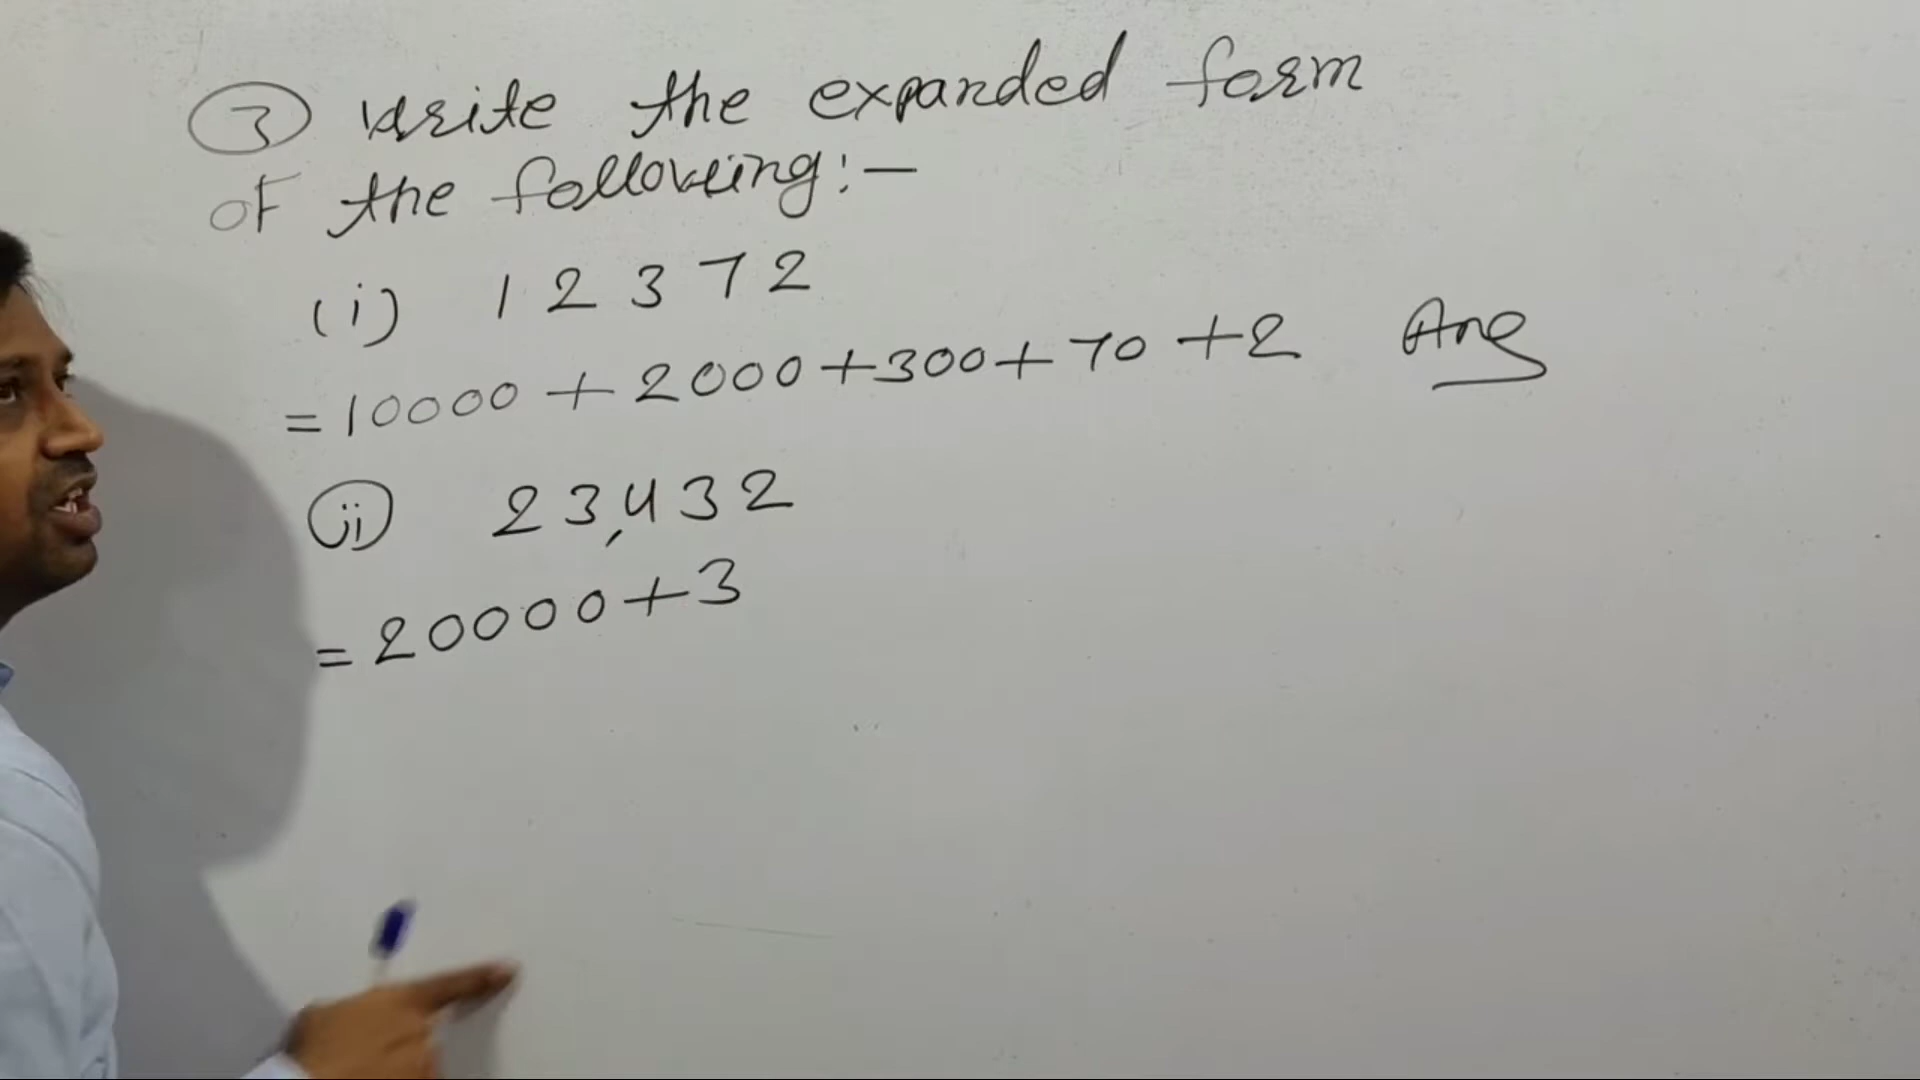 3 Write the expanded form
of the following:-
(i) 12372
=10000+2000+300+70+2 Ans
ii 23,432
=20000+3